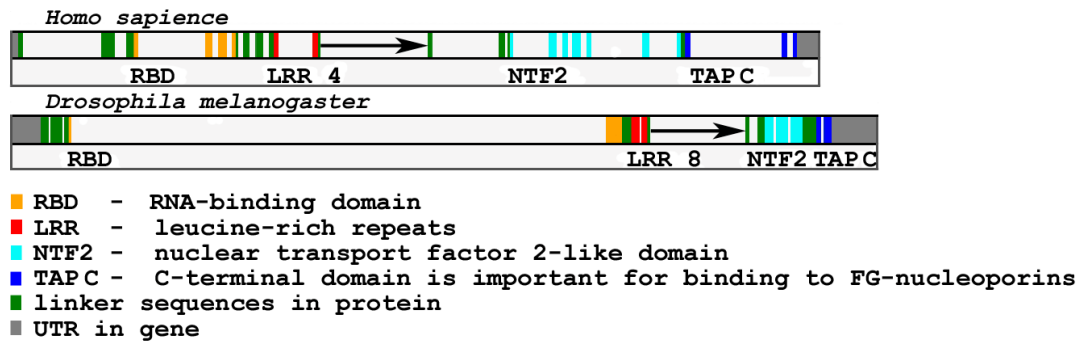 Homo sapience
RBD LRR 4 NTF2 TAP C
Drosophila melanogaster
RBD LRR 8 NTF2 TAP C
RBD - RNA-binding domain
LRR - leucine-rich repeats
NTF2 - nuclear transport factor 2-like domain
TAP C - C-terminal domain is important for binding to FG-nucleoporins
linker sequences in protein
UTR in gene